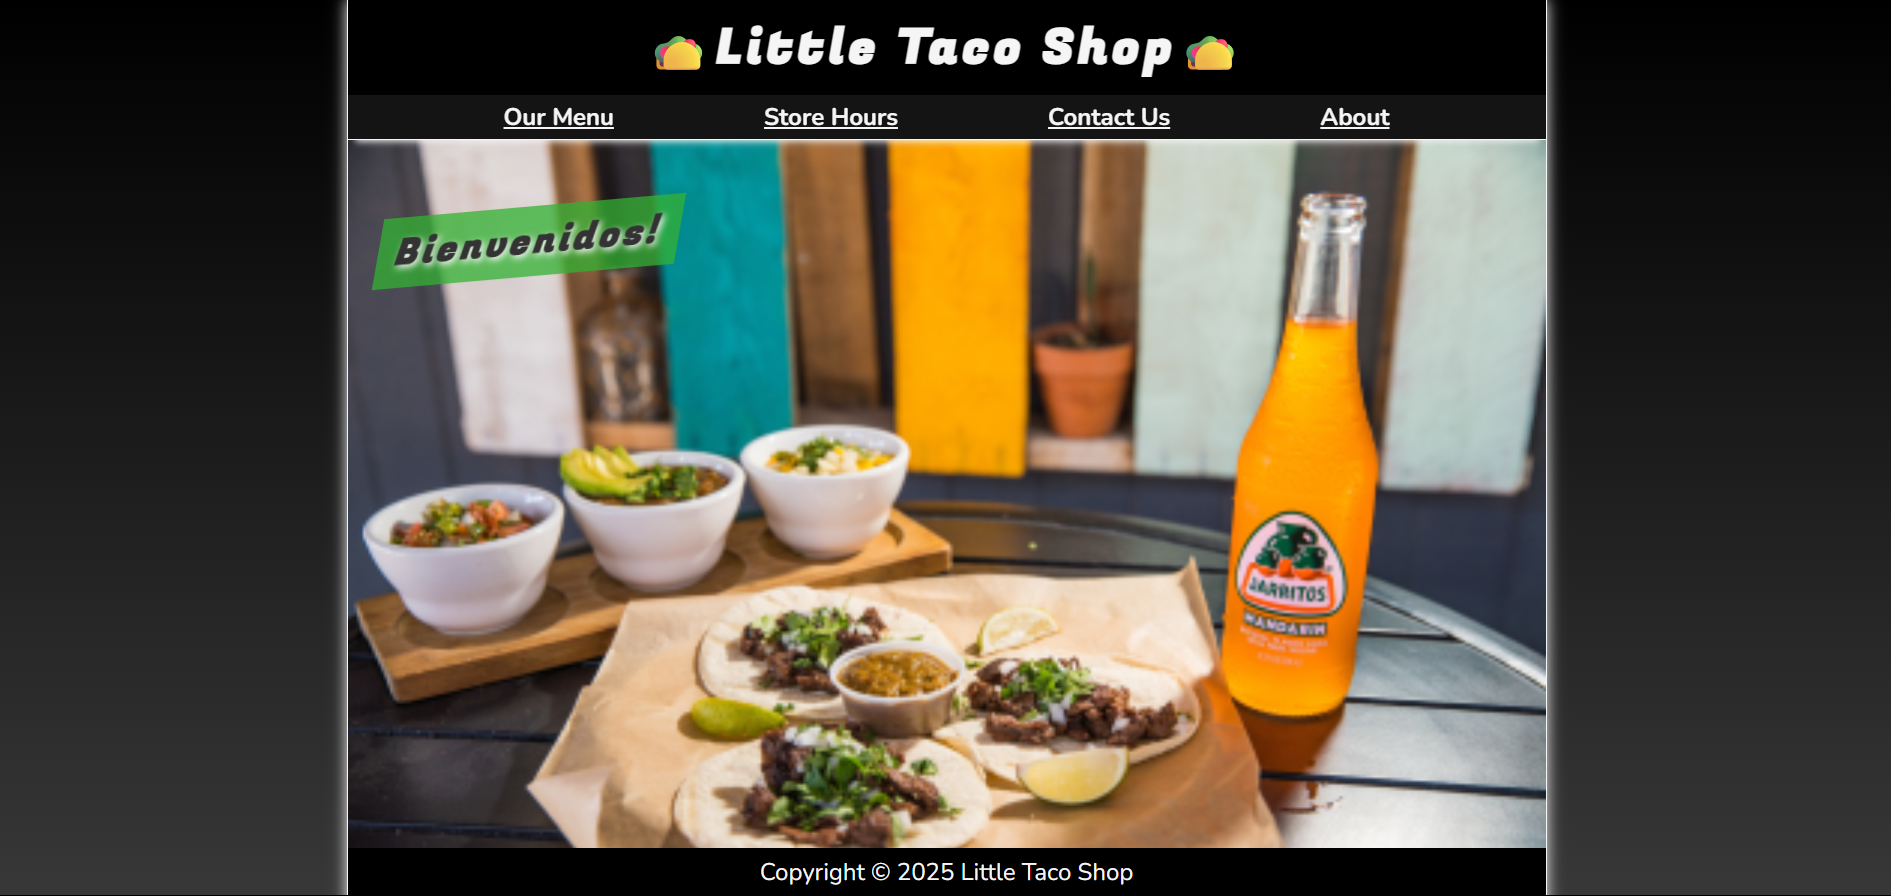 Little Taco Shop
Our Menu Store Hours Contact Us About
Bienvenidos!
JARRITOS
MANDARIN
Copyright © 2025 Little Taco Shop